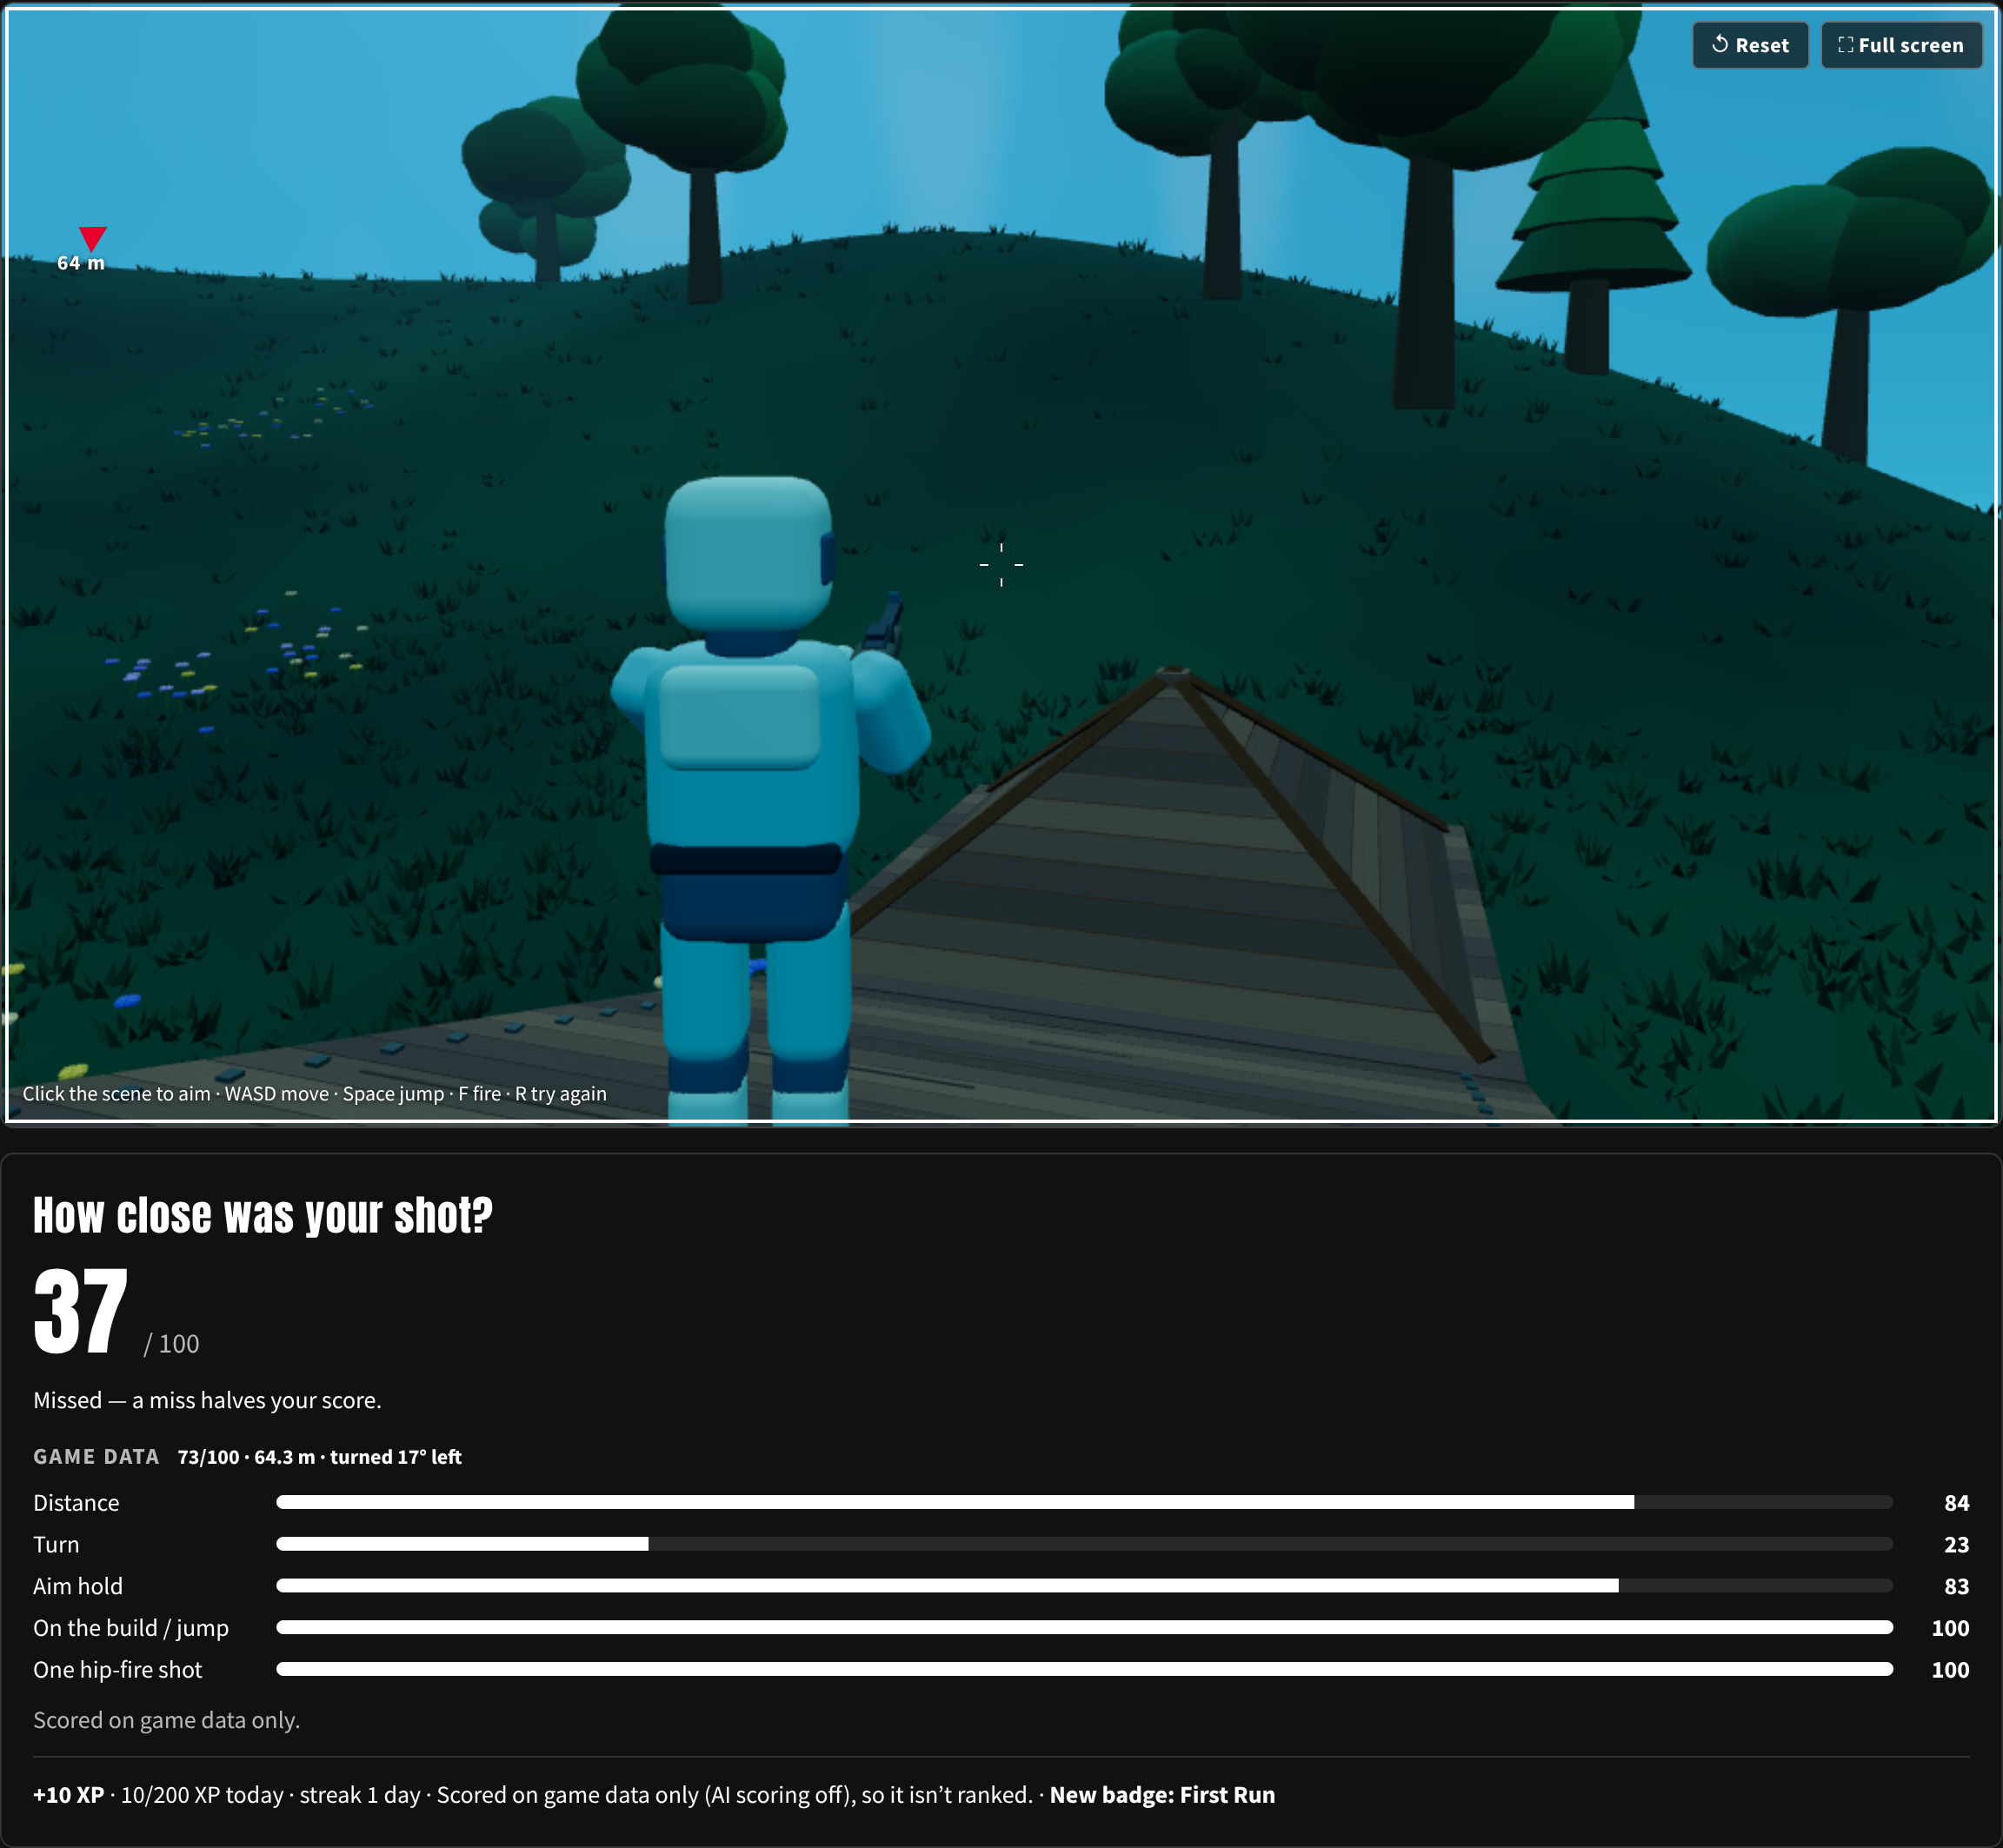 Reset
Full screen
64 m
Click the scene to aim · WASD move · Space jump · F fire · R try again
How close was your shot?
37 / 100
Missed — a miss halves your score.
GAME DATA 73/100 · 64.3 m · turned 17° left
Distance 84
Turn 23
Aim hold 83
On the build / jump 100
One hip-fire shot 100
Scored on game data only.
+10 XP · 10/200 XP today · streak 1 day · Scored on game data only (AI scoring off), so it isn’t ranked. · New badge: First Run